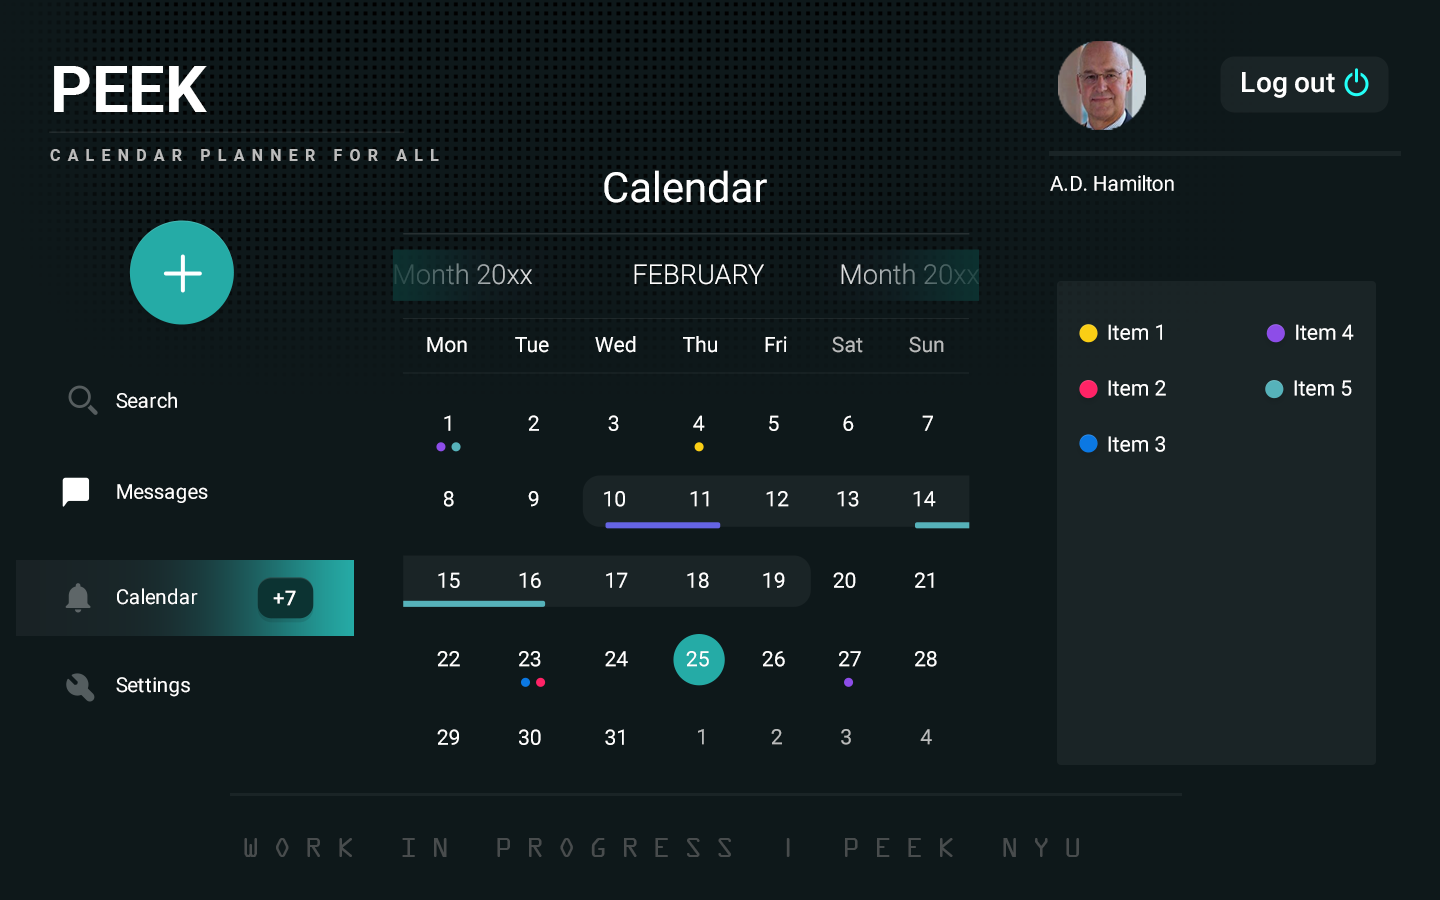 PEEK
Log out
CALENDAR PLANNER FOR ALL
A.D. Hamilton
Calendar
Month 20xx FEBRUARY Month 20xx
Mon Tue Wed Thu Fri Sat Sun
1 2 3 4 5 6 7
8 9 10 11 12 13 14
15 16 17 18 19 20 21
22 23 24 25 26 27 28
29 30 31 1 2 3 4
Search
Messages
Calendar +7
Settings
Item 1 Item 4
Item 2 Item 5
Item 3
WORK IN PROGRESS | PEEK NYU